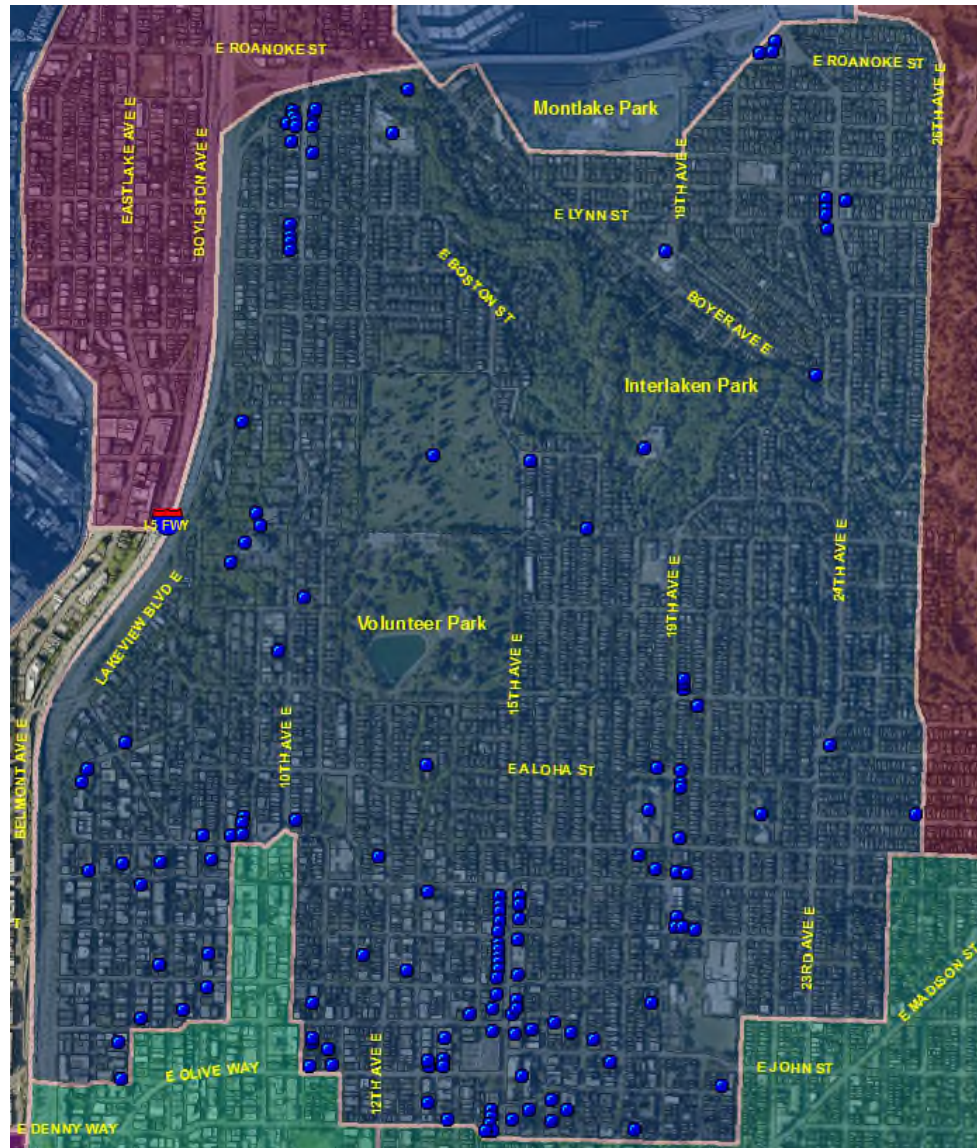 E ROANOKE ST
E ROANOKE ST
Montlake Park
EASTLAKE AVE E
BOYLSTON AVE E
26TH AVE E
19TH AVE E
E LYNN ST
E BOSTON ST
BOYER AVE E
Interlaken Park
I-5 FWY
24TH AVE E
LAKEVIEW BLVD E
19TH AVE E
Volunteer Park
15TH AVE E
10TH AVE E
BELMONT AVE E
E ALOHA ST
T
23RD AVE E
E MADISON ST
E OLIVE WAY
12TH AVE E
E JOHN ST
E DENNY WAY